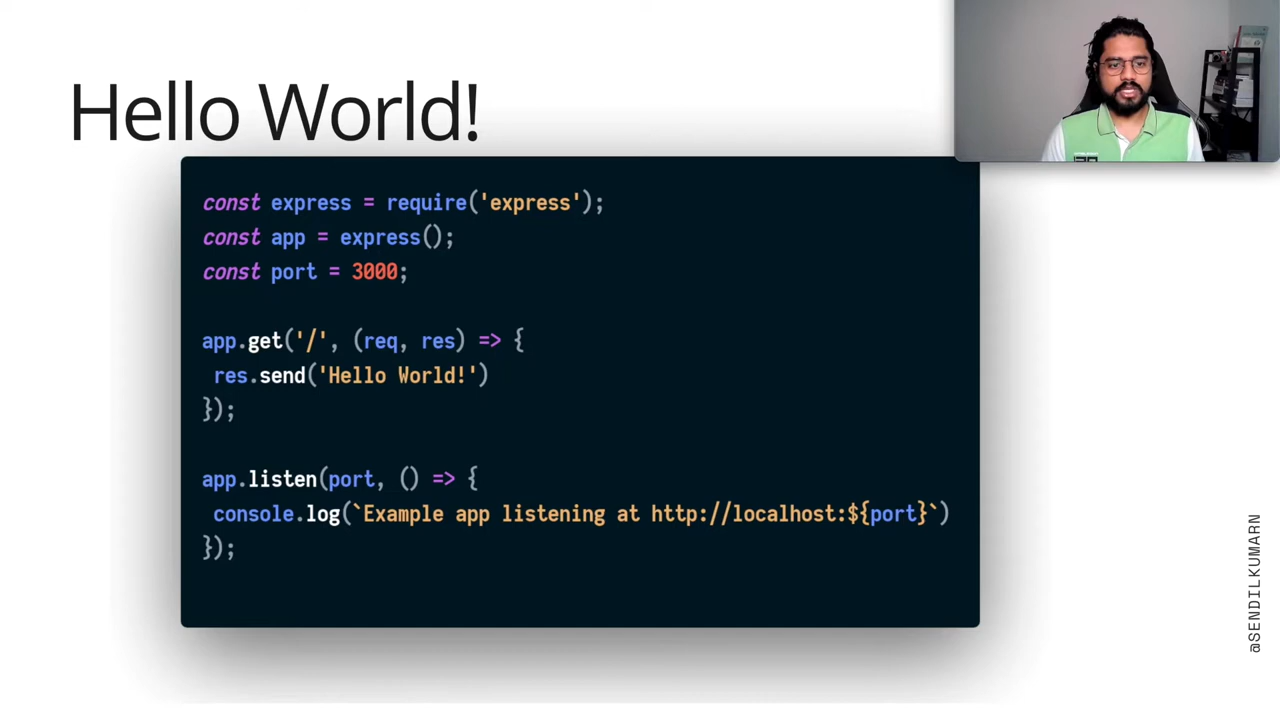 Hello World!
const express = require('express');
const app = express();
const port = 3000;
app.get('/', (req, res) => {
 res.send('Hello World!')
});
app.listen(port, () => {
 console.log(`Example app listening at http://localhost:${port}`)
});
@SENDILKUMARN